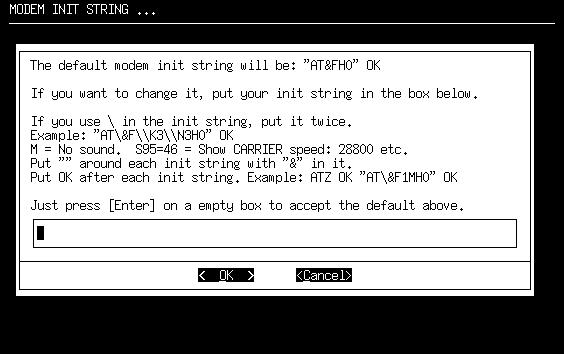 MODEM INIT STRING ...
The default modem init string will be: "AT&FH0" OK
If you want to change it, put your init string in the box below.
If you use \ in the init string, put it twice.
Example: "AT\&F\\K3\\N3H0" OK
M = No sound.  S95=46 = Show CARRIER speed: 28800 etc.
Put "" around each init string with "&" in it.
Put OK after each init string. Example: ATZ OK "AT\&F1MH0" OK
Just press [Enter] on a empty box to accept the default above.
<  OK  >      <Cancel>